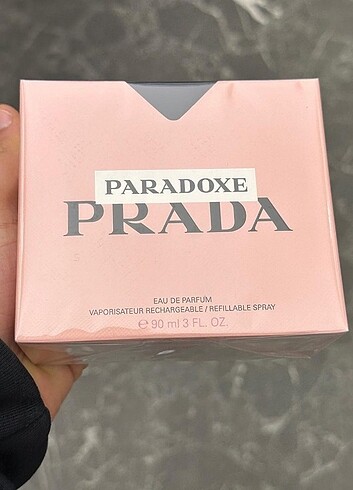 PARADOXE
PRADA
EAU DE PARFUM
VAPORISATEUR RECHARGEABLE / REFILLABLE SPRAY
℮ 90 ml 3 FL. OZ.